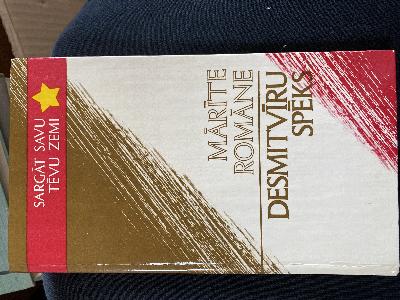 SARGĀT SAVU
TĒVU ZEMI
MĀRĪTE
ROMĀNE
DESMITVĪRU
SPĒKS